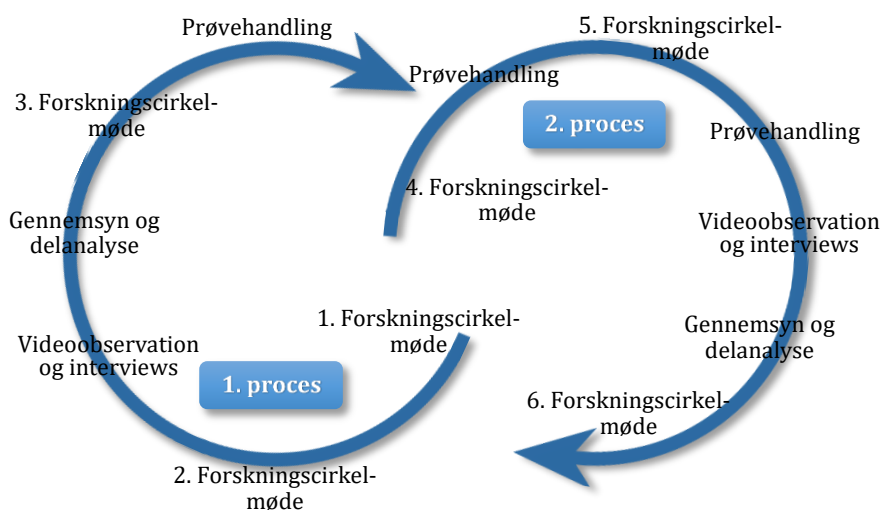 Prøvehandling
3. Forskningscirkel-
møde
Gennemsyn og
delanalyse
Videoobservation
og interviews
1. proces
2. Forskningscirkel-
møde
1. Forskningscirkel-
møde
5. Forskningscirkel-
møde
Prøvehandling
2. proces
Prøvehandling
4. Forskningscirkel-
møde
Videoobservation
og interviews
Gennemsyn og
delanalyse
6. Forskningscirkel-
møde